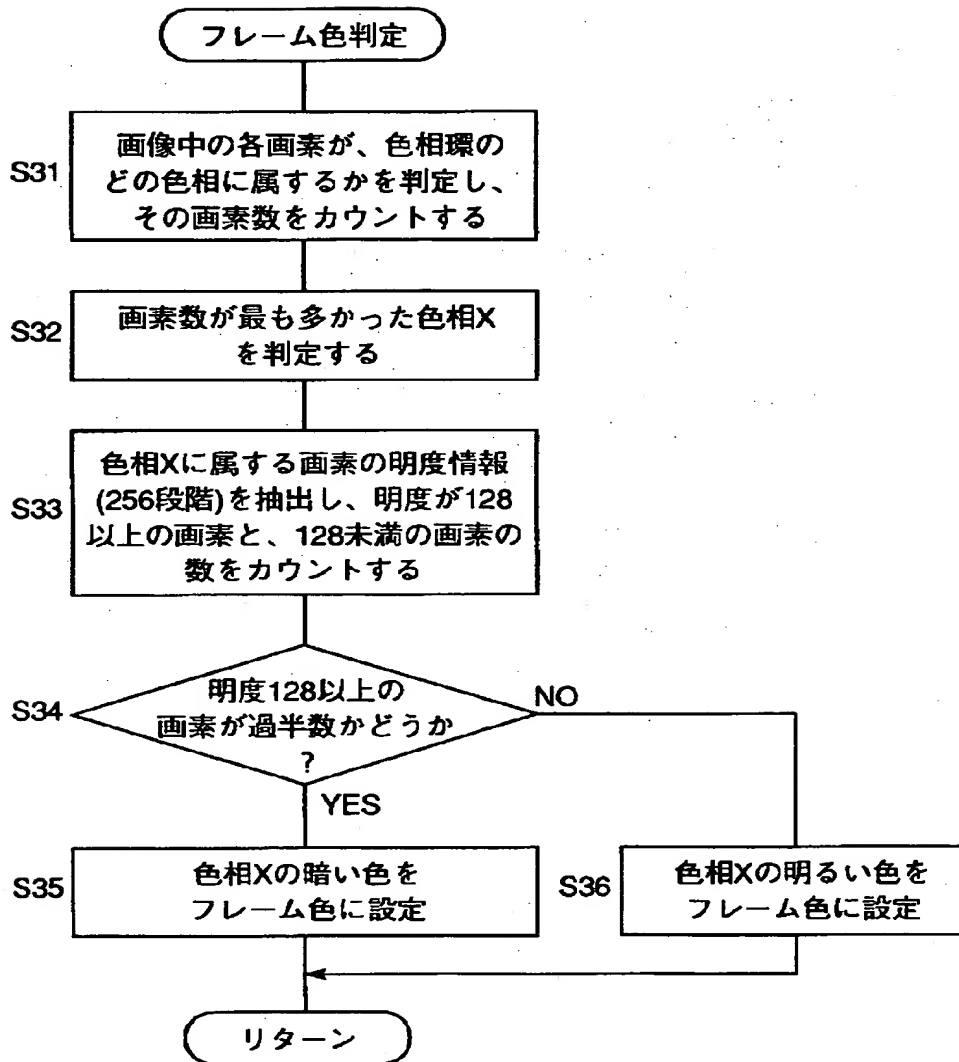 フレーム色判定
S31
画像中の各画素が、色相環の
どの色相に属するかを判定し、
その画素数をカウントする
S32
画素数が最も多かった色相X
を判定する
S33
色相Xに属する画素の明度情報
(256段階)を抽出し、明度が128
以上の画素と、128未満の画素の
数をカウントする
S34
明度128以上の
画素が過半数かどうか
?
NO
YES
S35
色相Xの暗い色を
フレーム色に設定
S36
色相Xの明るい色を
フレーム色に設定
リターン